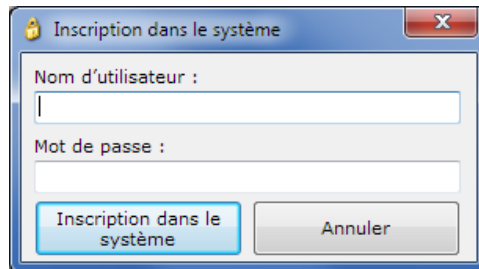 Inscription dans le système
Nom d'utilisateur :
Mot de passe :
Inscription dans le
système
Annuler